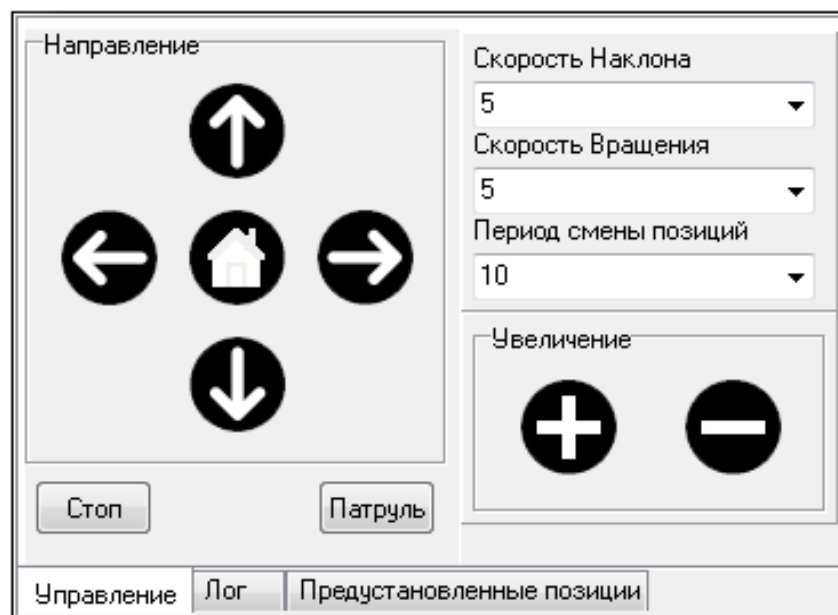 Направление
Скорость Наклона
5
Скорость Вращения
5
Период смены позиций
10
Увеличение
Стоп
Патруль
Управление
Лог
Предустановленные позиции